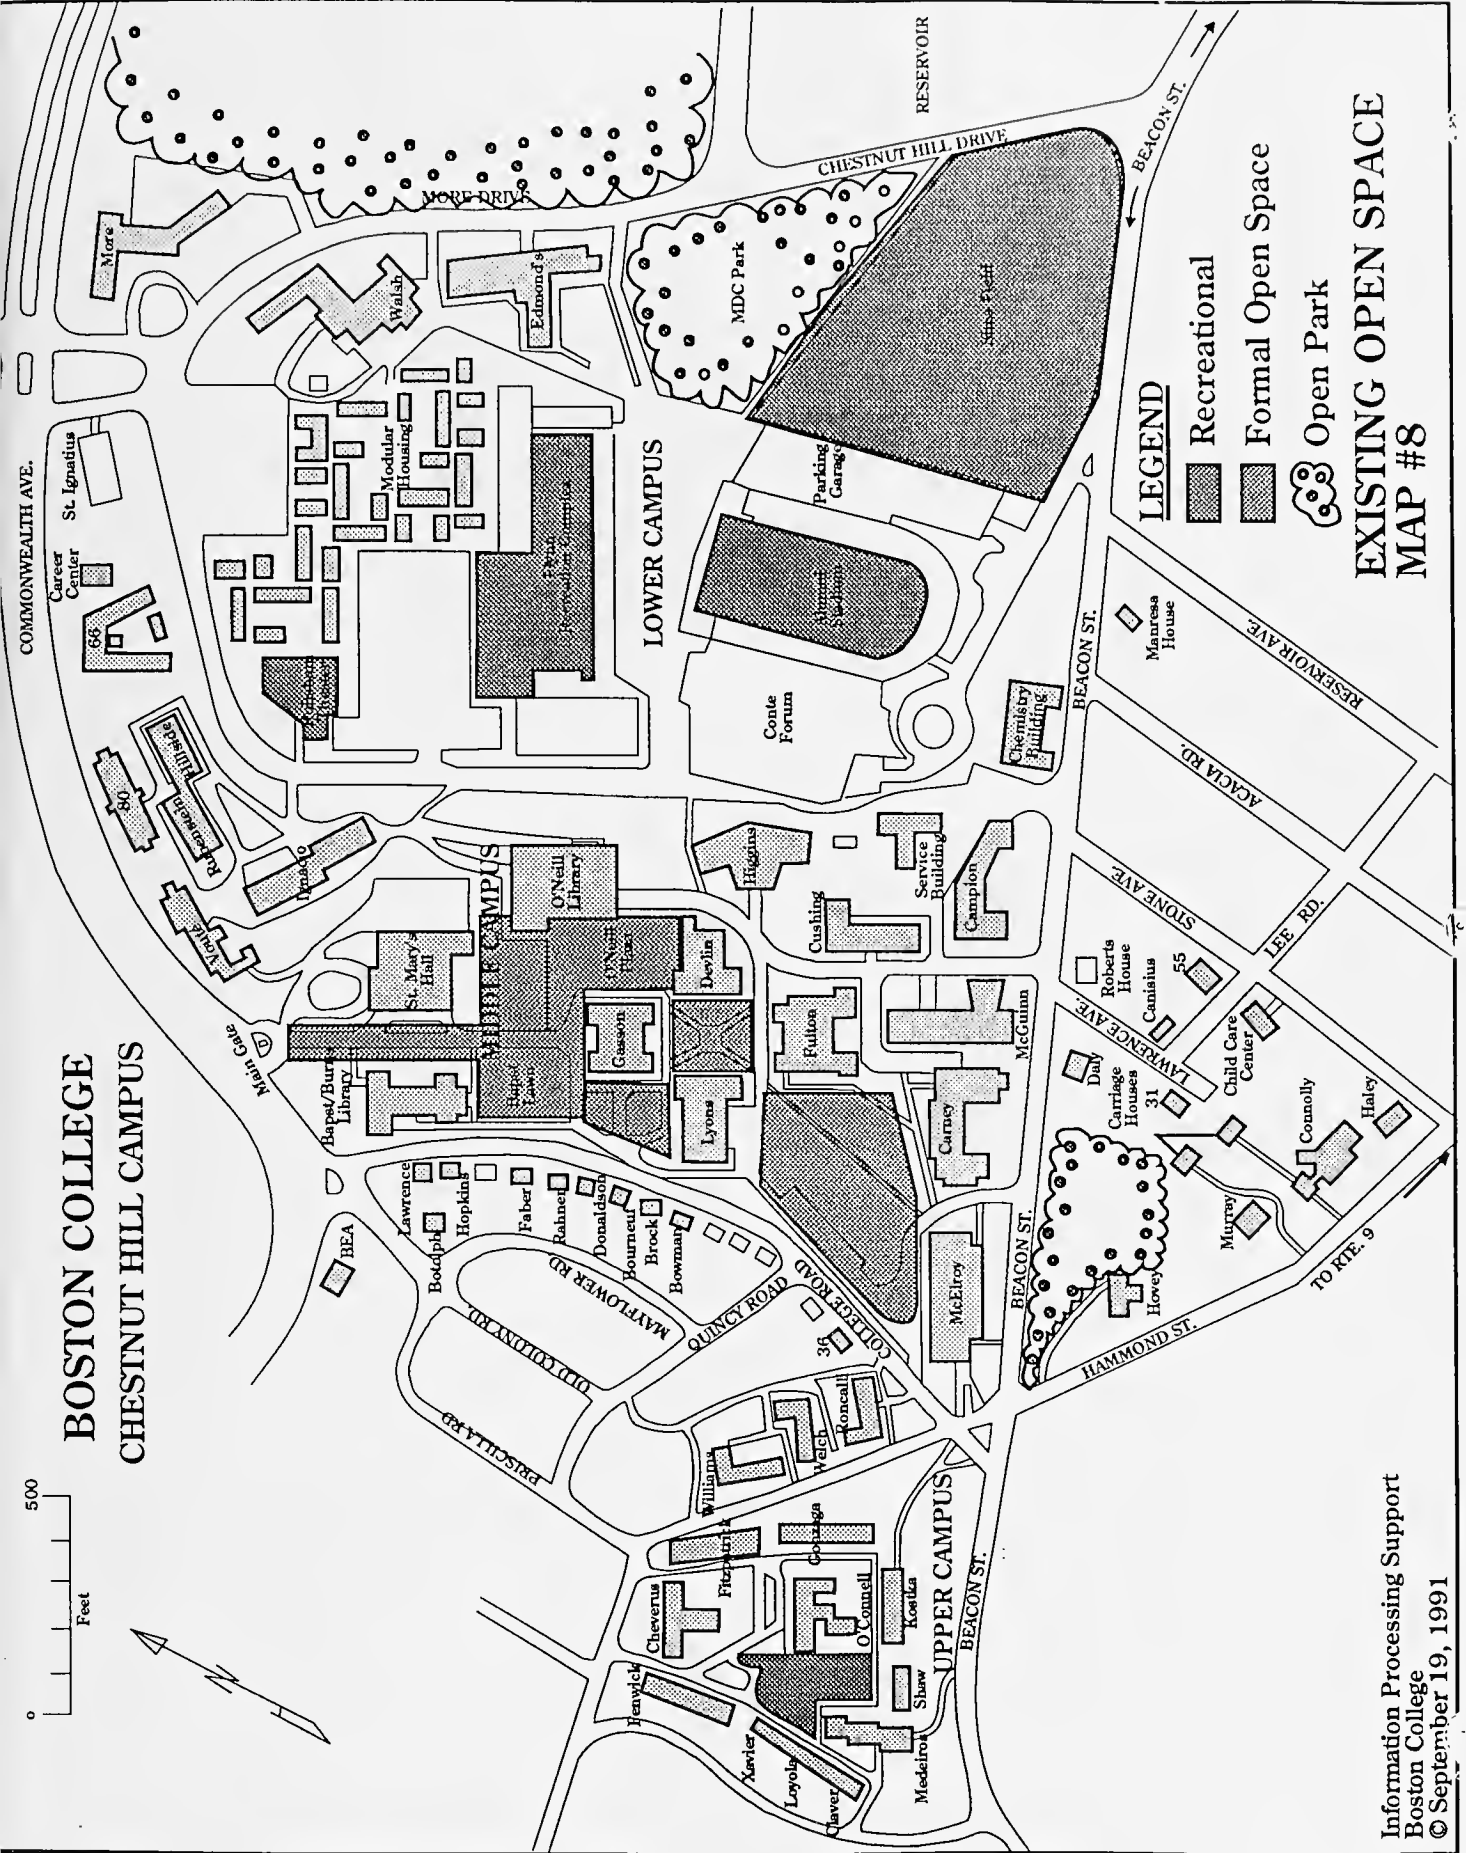 BOSTON COLLEGE
CHESTNUT HILL CAMPUS
0
500
Feet
N
COMMONWEALTH AVE.
St. Ignatius
Career
Center
66
80
Hillside
Rubenstein
Ignacio
Voute
Main Gate
More
MORE DRIVE
Walsh
Edmond's
Modular
Housing
RESERVOIR
CHESTNUT HILL DRIVE
MDC Park
BEACON ST.
LOWER CAMPUS
Parking
Garage
Alumni
Stadium
Conte
Forum
Chemistry
Building
BEACON ST.
Manresa
House
RESERVOIR AVE.
ACACIA RD.
STONE AVE.
LEE RD.
LAWRENCE AVE.
MIDDLE CAMPUS
O'Neill
Library
O'Neill
Plaza
St. Mary's
Hall
Bapst/Burns
Library
Bapst
Lawn
Gasson
Devlin
Lyons
Fulton
Higgins
Cushing
Service
Building
Campion
McGuinn
Carney
McElroy
Roberts
House
Canisius
55
Daly
Carriage
Houses
31
Child Care
Center
Connolly
Haley
Murray
Hovey
TO RTE. 9
HAMMOND ST.
BEACON ST.
BEA
Lawrence
Hopkins
Botolph
Faber
Rahner
Donaldson
Bourneuf
Brock
Bowman
MAYFLOWER RD
OLD COLONY RD.
PRISCILLA RD
QUINCY ROAD
COLLEGE ROAD
36
Roncalli
Welch
Williams
Fitzpatrick
Gonzaga
Cheverus
O'Connell
Kostka
Shaw
Medeiros
Fenwick
Xavier
Loyola
Claver
UPPER CAMPUS
BEACON ST.
LEGEND
Recreational
Formal Open Space
Open Park
EXISTING OPEN SPACE
MAP #8
Information Processing Support
Boston College
© September 19, 1991